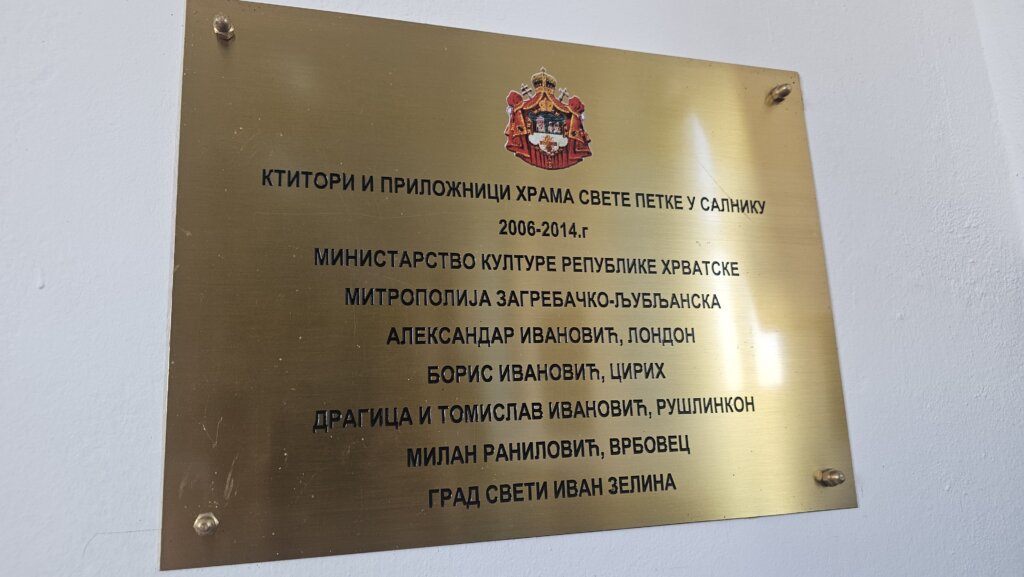 КТИТОРИ И ПРИЛОЖНИЦИ ХРАМА СВЕТЕ ПЕТКЕ У САЛНИКУ
2006-2014.г
МИНИСТАРСТВО КУЛТУРЕ РЕПУБЛИКЕ ХРВАТСКЕ
МИТРОПОЛИЈА ЗАГРЕБАЧКО-ЉУБЉАНСКА
АЛЕКСАНДАР ИВАНОВИЋ, ЛОНДОН
БОРИС ИВАНОВИЋ, ЦИРИХ
ДРАГИЦА И ТОМИСЛАВ ИВАНОВИЋ, РУШЛИНКОН
МИЛАН РАНИЛОВИЋ, ВРБОВЕЦ
ГРАД СВЕТИ ИВАН ЗЕЛИНА